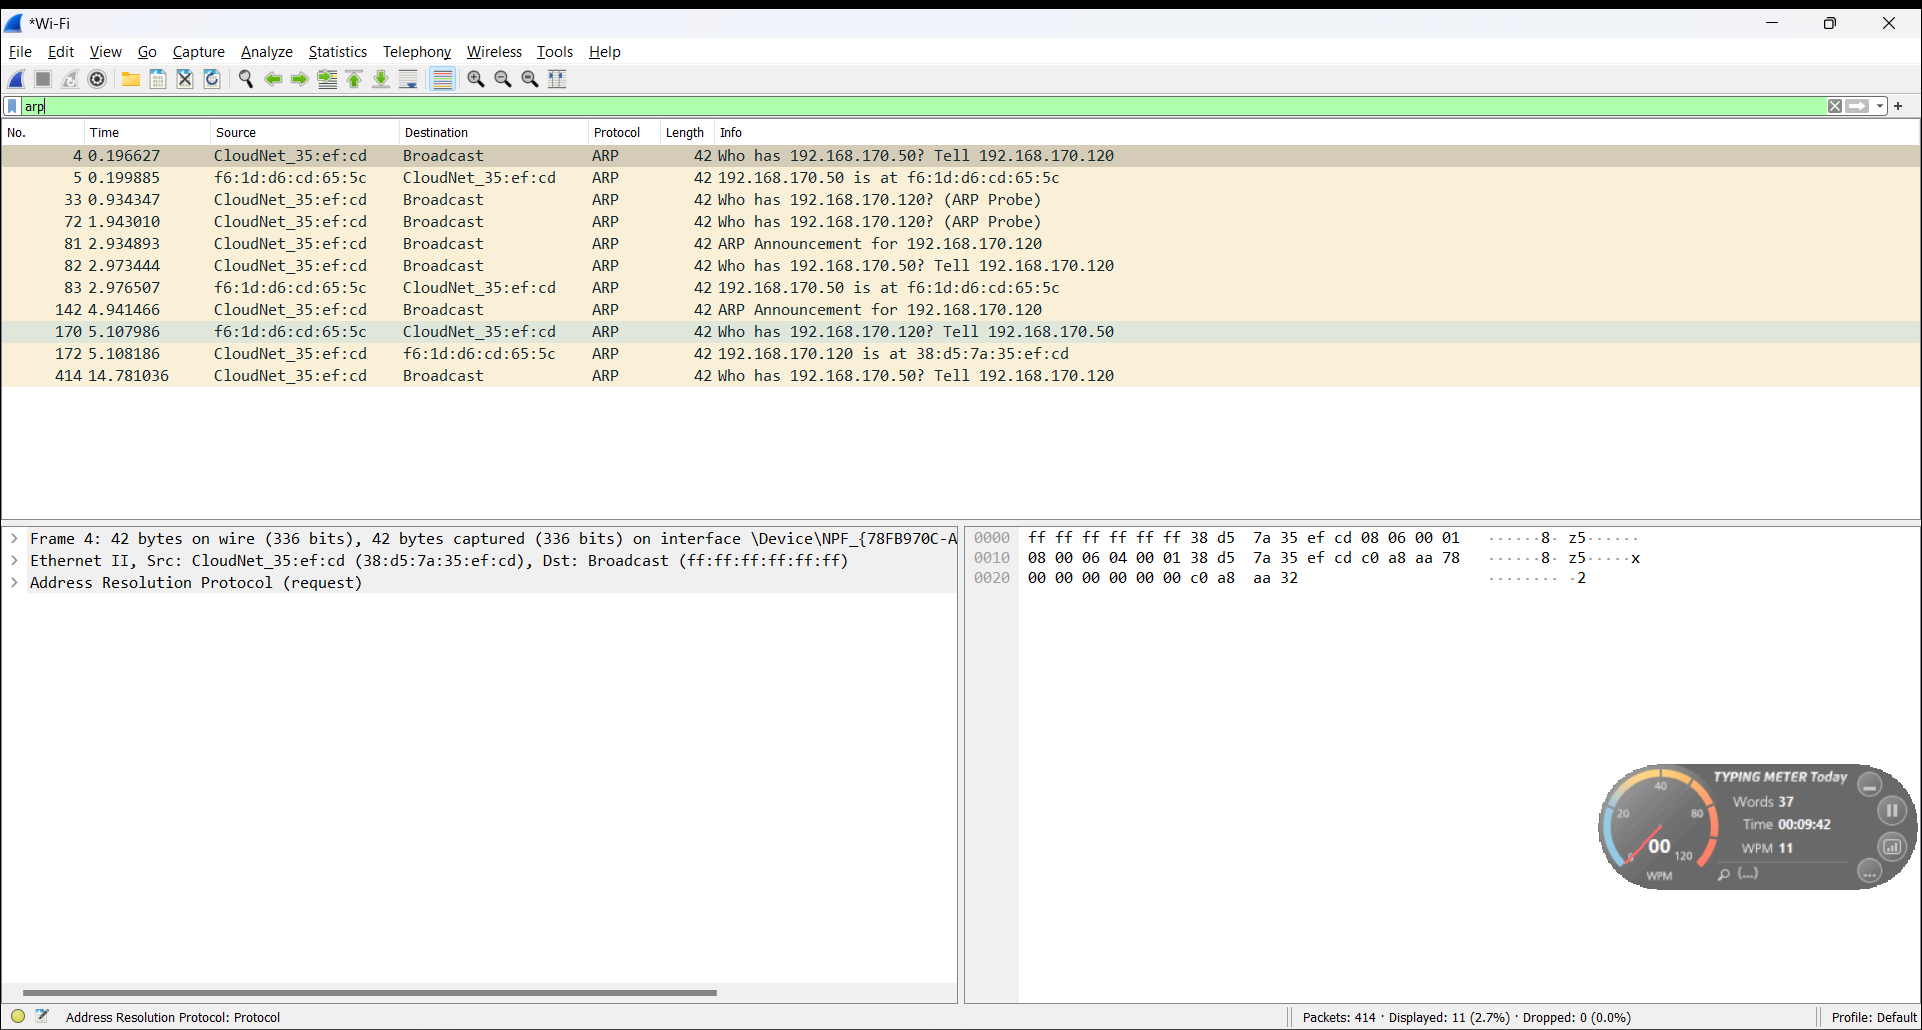 *Wi-Fi
File Edit View Go Capture Analyze Statistics Telephony Wireless Tools Help
arp
No. Time Source Destination Protocol Length Info
4 0.196627 CloudNet_35:ef:cd Broadcast ARP 42 Who has 192.168.170.50? Tell 192.168.170.120
5 0.199885 f6:1d:d6:cd:65:5c CloudNet_35:ef:cd ARP 42 192.168.170.50 is at f6:1d:d6:cd:65:5c
33 0.934347 CloudNet_35:ef:cd Broadcast ARP 42 Who has 192.168.170.120? (ARP Probe)
72 1.943010 CloudNet_35:ef:cd Broadcast ARP 42 Who has 192.168.170.120? (ARP Probe)
81 2.934893 CloudNet_35:ef:cd Broadcast ARP 42 ARP Announcement for 192.168.170.120
82 2.973444 CloudNet_35:ef:cd Broadcast ARP 42 Who has 192.168.170.50? Tell 192.168.170.120
83 2.976507 f6:1d:d6:cd:65:5c CloudNet_35:ef:cd ARP 42 192.168.170.50 is at f6:1d:d6:cd:65:5c
142 4.941466 CloudNet_35:ef:cd Broadcast ARP 42 ARP Announcement for 192.168.170.120
170 5.107986 f6:1d:d6:cd:65:5c CloudNet_35:ef:cd ARP 42 Who has 192.168.170.120? Tell 192.168.170.50
172 5.108186 CloudNet_35:ef:cd f6:1d:d6:cd:65:5c ARP 42 192.168.170.120 is at 38:d5:7a:35:ef:cd
414 14.781036 CloudNet_35:ef:cd Broadcast ARP 42 Who has 192.168.170.50? Tell 192.168.170.120
Frame 4: 42 bytes on wire (336 bits), 42 bytes captured (336 bits) on interface \Device\NPF_{78FB970C-A
Ethernet II, Src: CloudNet_35:ef:cd (38:d5:7a:35:ef:cd), Dst: Broadcast (ff:ff:ff:ff:ff:ff)
Address Resolution Protocol (request)
0000 ff ff ff ff ff ff 38 d5 7a 35 ef cd 08 06 00 01 ······8· z5······
0010 08 00 06 04 00 01 38 d5 7a 35 ef cd c0 a8 aa 78 ······8· z5·····x
0020 00 00 00 00 00 00 c0 a8 aa 32 ········ ·2
TYPING METER Today
Words 37
Time 00:09:42
WPM 11
(...)
0 20 40 80 120
00
WPM
Address Resolution Protocol: Protocol
Packets: 414 · Displayed: 11 (2.7%) · Dropped: 0 (0.0%)
Profile: Default